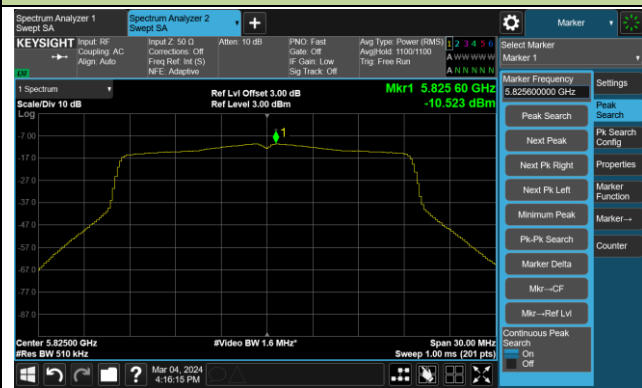 Spectrum Analyzer 1
Swept SA
Spectrum Analyzer 2
Swept SA
Marker
KEYSIGHT
Input: RF
Coupling: AC
Align: Auto
Input Z: 50 Ω
Corrections: Off
Freq Ref: Int (S)
NFE: Adaptive
Atten: 10 dB
PNO: Fast
Gate: Off
IF Gain: Low
Sig Track: Off
Avg Type: Power (RMS)
Avg|Hold: 1100/1100
Trig: Free Run
1 2 3 4 5 6
A W W W W W
A N N N N N
Select Marker
Marker 1
1 Spectrum
Scale/Div 10 dB
Log
Ref Lvl Offset 3.00 dB
Ref Level 3.00 dBm
Mkr1 5.825 60 GHz
-10.523 dBm
-7.00
-17.0
-27.0
-37.0
-47.0
-57.0
-67.0
-77.0
-87.0
1
Center 5.82500 GHz
#Res BW 510 kHz
#Video BW 1.6 MHz*
Span 30.00 MHz
Sweep 1.00 ms (201 pts)
Marker Frequency
5.825600000 GHz
Peak Search
Next Peak
Next Pk Right
Next Pk Left
Minimum Peak
Pk-Pk Search
Marker Delta
Mkr→CF
Mkr→Ref Lvl
Continuous Peak
Search
On
Off
Settings
Peak
Search
Pk Search
Config
Properties
Marker
Function
Marker→
Counter
Mar 04, 2024
4:16:15 PM